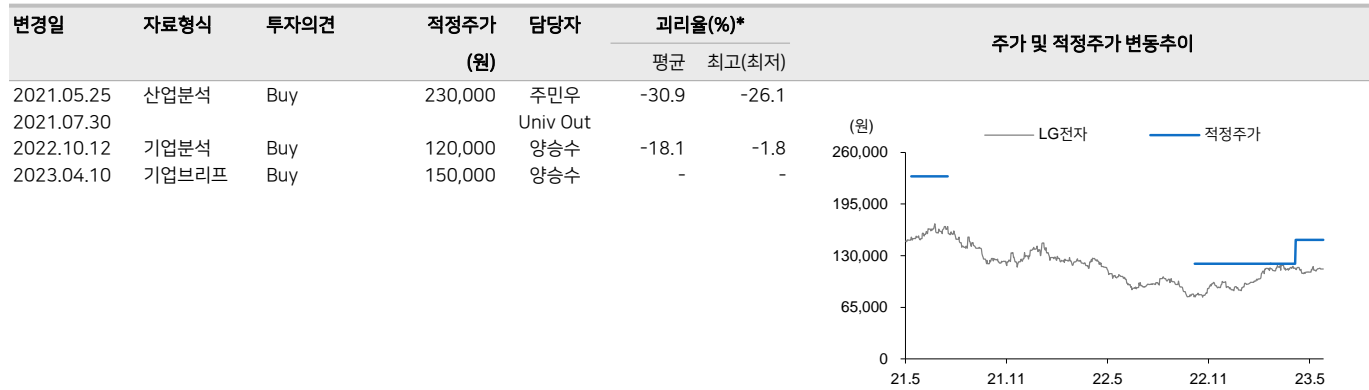 변경일 자료형식 투자의견 적정주가 담당자 괴리율(%)* 주가 및 적정주가 변동추이
(원) 평균 최고(최저)
2021.05.25 산업분석 Buy 230,000 주민우 -30.9 -26.1
2021.07.30 Univ Out
2022.10.12 기업분석 Buy 120,000 양승수 -18.1 -1.8
2023.04.10 기업브리프 Buy 150,000 양승수 - -
(원) LG전자 적정주가
260,000
195,000
130,000
65,000
0
21.5 21.11 22.5 22.11 23.5